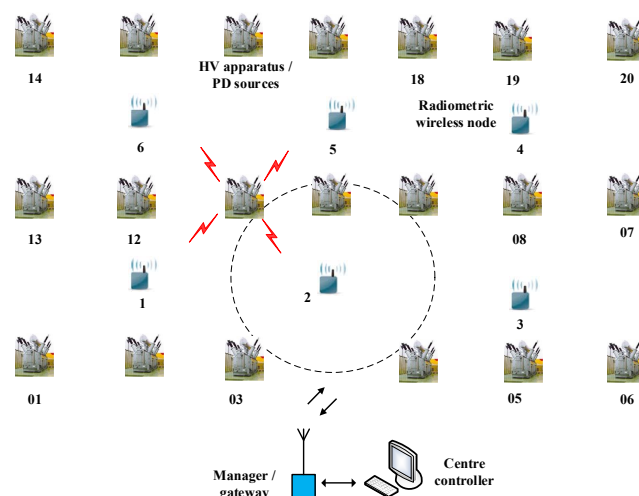 14
18
19
20
HV apparatus /
PD sources
Radiometric
wireless node
6
5
4
13
12
08
07
1
2
3
01
03
05
06
Manager /
gateway
Centre
controller